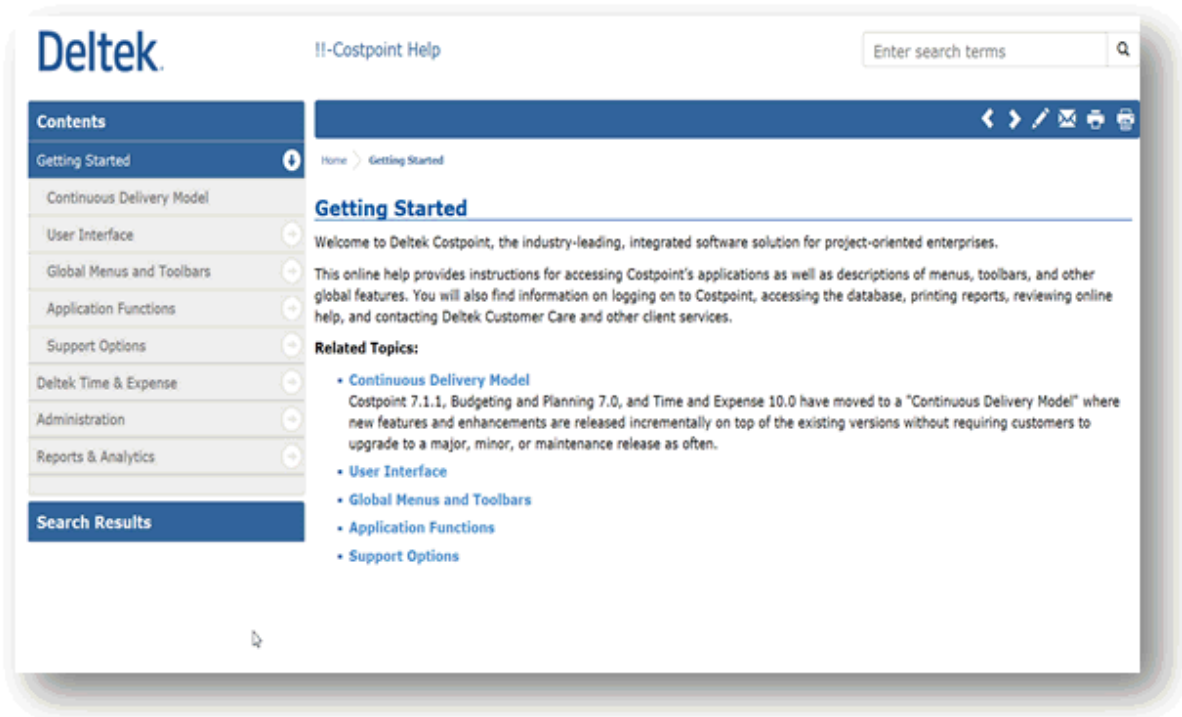 Deltek
!!-Costpoint Help
Enter search terms
Contents
Getting Started
Continuous Delivery Model
User Interface
Global Menus and Toolbars
Application Functions
Support Options
Deltek Time & Expense
Administration
Reports & Analytics
Search Results
Home > Getting Started
Getting Started
Welcome to Deltek Costpoint, the industry-leading, integrated software solution for project-oriented enterprises.
This online help provides instructions for accessing Costpoint's applications as well as descriptions of menus, toolbars, and other
global features. You will also find information on logging on to Costpoint, accessing the database, printing reports, reviewing online
help, and contacting Deltek Customer Care and other client services.
Related Topics:
• Continuous Delivery Model
Costpoint 7.1.1, Budgeting and Planning 7.0, and Time and Expense 10.0 have moved to a "Continuous Delivery Model" where
new features and enhancements are released incrementally on top of the existing versions without requiring customers to
upgrade to a major, minor, or maintenance release as often.
• User Interface
• Global Menus and Toolbars
• Application Functions
• Support Options